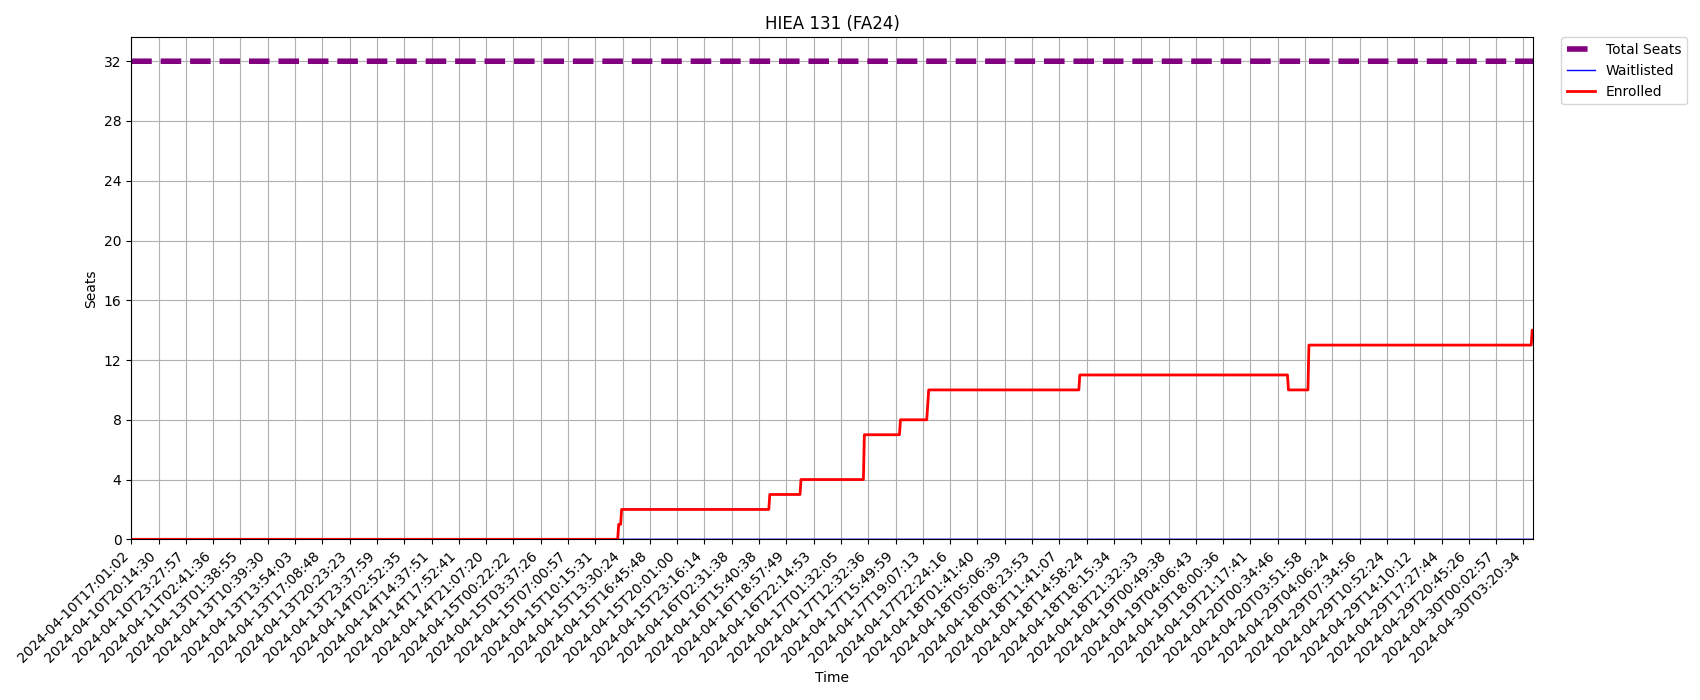 HIEA 131 (FA24)
Total Seats
Waitlisted
Enrolled
Seats
32
28
24
20
16
12
8
4
0
2024-04-10T17:01:02
2024-04-10T20:14:30
2024-04-10T23:27:57
2024-04-11T02:41:36
2024-04-13T01:38:55
2024-04-13T10:39:30
2024-04-13T13:54:03
2024-04-13T17:08:48
2024-04-13T20:23:23
2024-04-13T23:37:59
2024-04-14T02:52:35
2024-04-14T14:37:51
2024-04-14T17:52:41
2024-04-14T21:07:20
2024-04-15T00:22:22
2024-04-15T03:37:26
2024-04-15T07:00:57
2024-04-15T10:15:31
2024-04-15T13:30:24
2024-04-15T16:45:48
2024-04-15T20:01:00
2024-04-15T23:16:14
2024-04-16T02:31:38
2024-04-16T15:40:38
2024-04-16T18:57:49
2024-04-16T22:14:53
2024-04-17T01:32:05
2024-04-17T12:32:36
2024-04-17T15:49:59
2024-04-17T19:07:13
2024-04-17T22:24:16
2024-04-18T01:41:40
2024-04-18T05:06:39
2024-04-18T08:23:53
2024-04-18T11:41:07
2024-04-18T14:58:24
2024-04-18T18:15:34
2024-04-18T21:32:33
2024-04-19T00:49:38
2024-04-19T04:06:43
2024-04-19T18:00:36
2024-04-19T21:17:41
2024-04-20T00:34:46
2024-04-20T03:51:58
2024-04-29T04:06:24
2024-04-29T07:34:56
2024-04-29T10:52:24
2024-04-29T14:10:12
2024-04-29T17:27:44
2024-04-29T20:45:26
2024-04-30T00:02:57
2024-04-30T03:20:34
Time